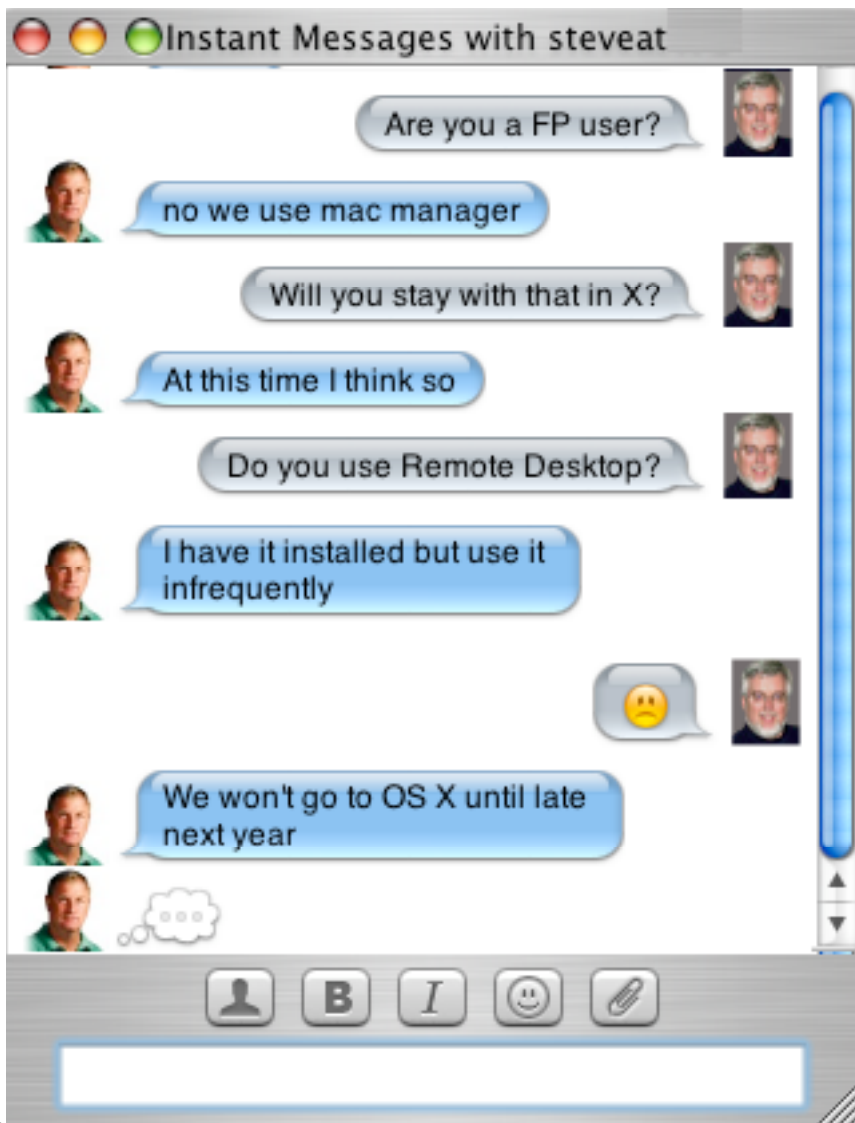 Instant Messages with steveat
Are you a FP user?
no we use mac manager
Will you stay with that in X?
At this time I think so
Do you use Remote Desktop?
I have it installed but use it
infrequently
We won't go to OS X until late
next year
B
I